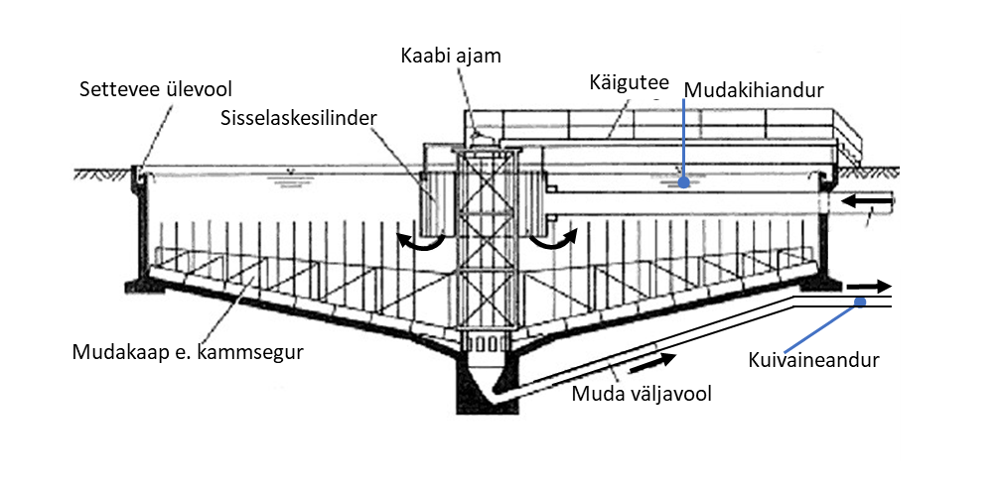 Kaabi ajam
Settevee ülevool
Käigutee
Mudakihiandur
Sisselaskesilinder
Mudakaap e. kammsegur
Kuivaineandur
Muda väljavool